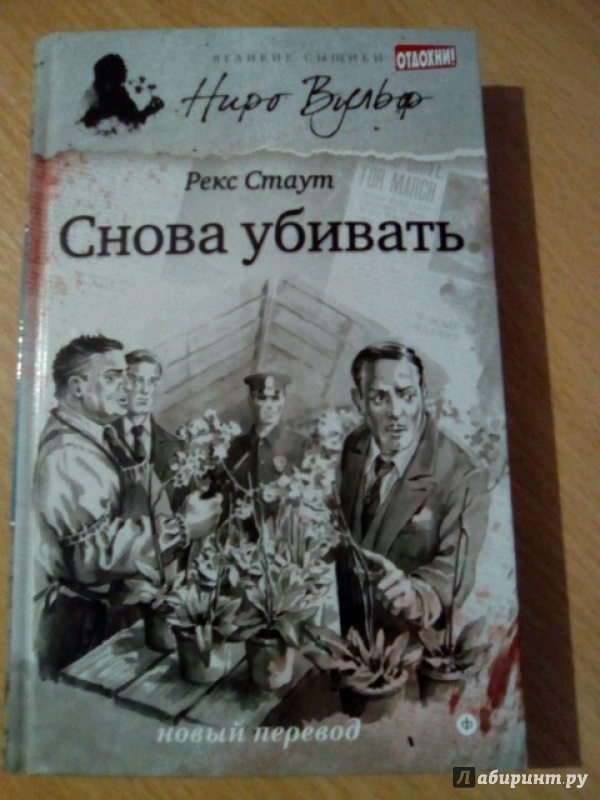 ВЕЛИКИЕ СЫЩИКИ
ОТДОХНИ!
Ниро Вульф
FOR MARCH
Рекс Стаут
Снова убивать
новый перевод
Ф
Лабиринт.ру